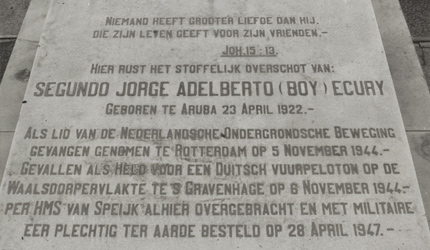 NIEMAND HEEFT GROOTER LIEFDE DAN HIJ.
DIE ZIJN LEVEN GEEFT VOOR ZIJN VRIENDEN.-
JOH. 15 : 13.
HIER RUST HET STOFFELIJK OVERSCHOT VAN:
SEGUNDO JORGE ADELBERTO (BOY) ECURY
GEBOREN TE ARUBA 23 APRIL 1922.-
ALS LID VAN DE NEDERLANDSCHE ONDERGRONDSCHE BEWEGING
GEVANGEN GENOMEN TE ROTTERDAM OP 5 NOVEMBER 1944.-
GEVALLEN ALS HELD VOOR EEN DUITSCH VUURPELOTON OP DE
WAALSDORPERVLAKTE TE 'S GRAVENHAGE OP 6 NOVEMBER 1944.-
PER HMS VAN SPEIJK ALHIER OVERGEBRACHT EN MET MILITAIRE
EER PLECHTIG TER AARDE BESTELD OP 28 APRIL 1947.-